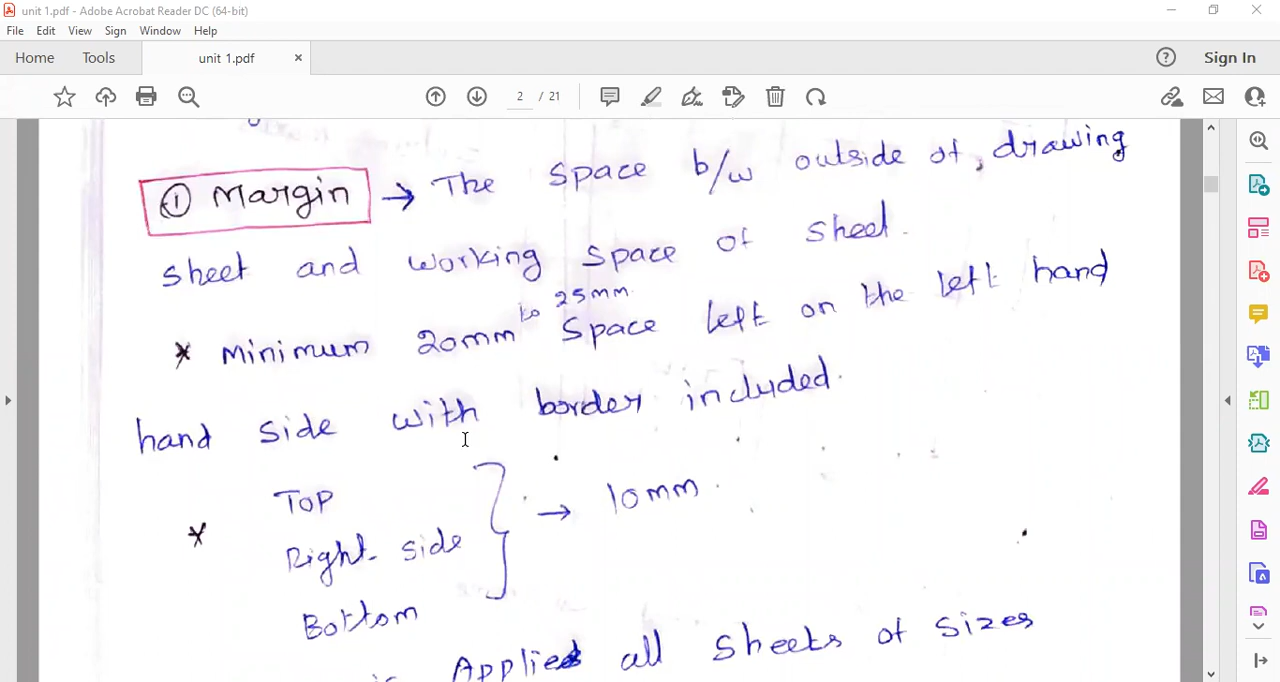 unit 1.pdf - Adobe Acrobat Reader DC (64-bit)
File Edit View Sign Window Help
Home Tools unit 1.pdf × Sign In
2 / 21
① Margin → The space b/w outside of drawing
sheet and working space of sheet.
to 25mm
* Minimum 20mm space left on the left hand
hand side with border included.
Top
* Right side → 10mm.
Bottom
Applied all sheets of sizes